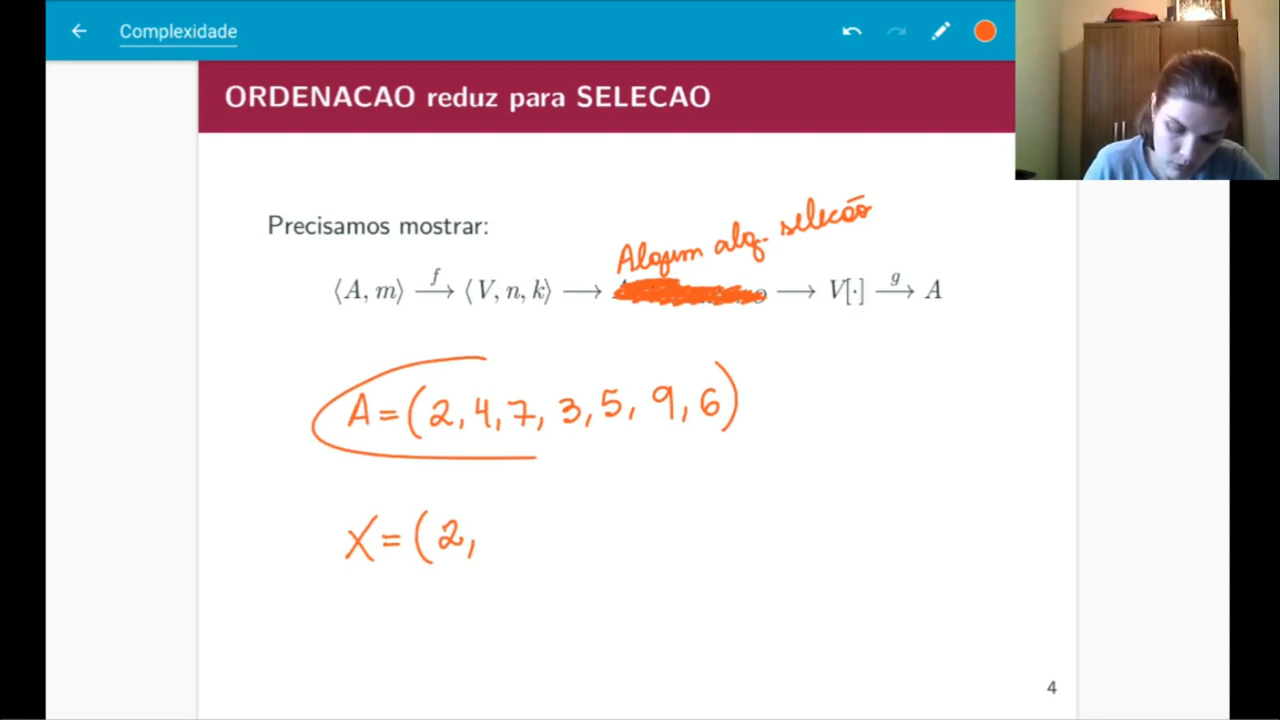 Complexidade
ORDENACAO reduz para SELECAO
Precisamos mostrar:
Algum alg. seleção
⟨A, m⟩ —f→ ⟨V, n, k⟩ ⟶ ⟶ V[·] —g→ A
A = (2, 4, 7, 3, 5, 9, 6)
X = (2,
4